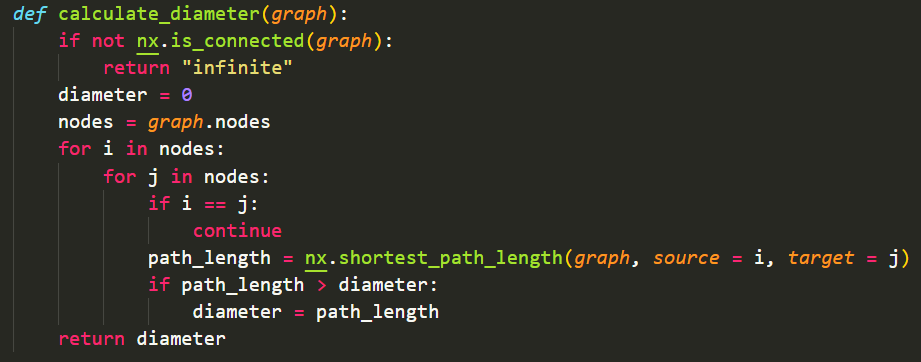 def calculate_diameter(graph):
    if not nx.is_connected(graph):
        return "infinite"
    diameter = 0
    nodes = graph.nodes
    for i in nodes:
        for j in nodes:
            if i == j:
                continue
            path_length = nx.shortest_path_length(graph, source = i, target = j)
            if path_length > diameter:
                diameter = path_length
    return diameter